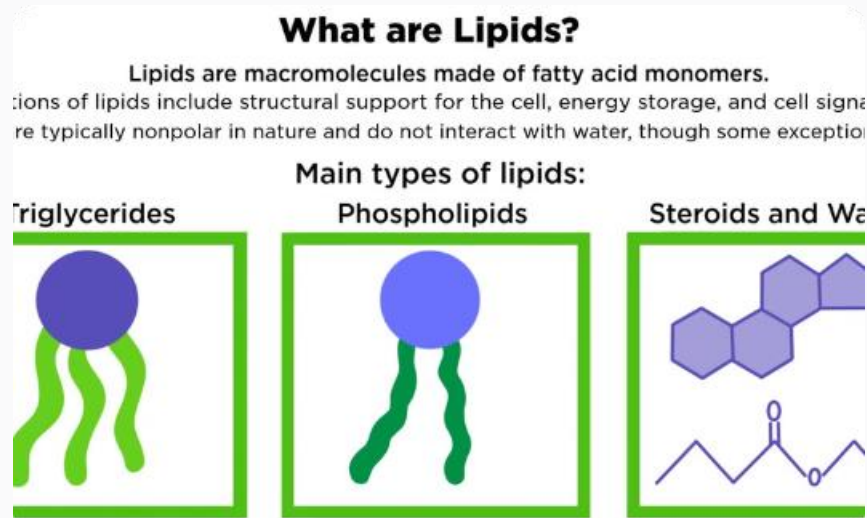 What are Lipids?
Lipids are macromolecules made of fatty acid monomers.
tions of lipids include structural support for the cell, energy storage, and cell signa
re typically nonpolar in nature and do not interact with water, though some exceptio
Main types of lipids:
Triglycerides Phospholipids Steroids and Wa
O
O